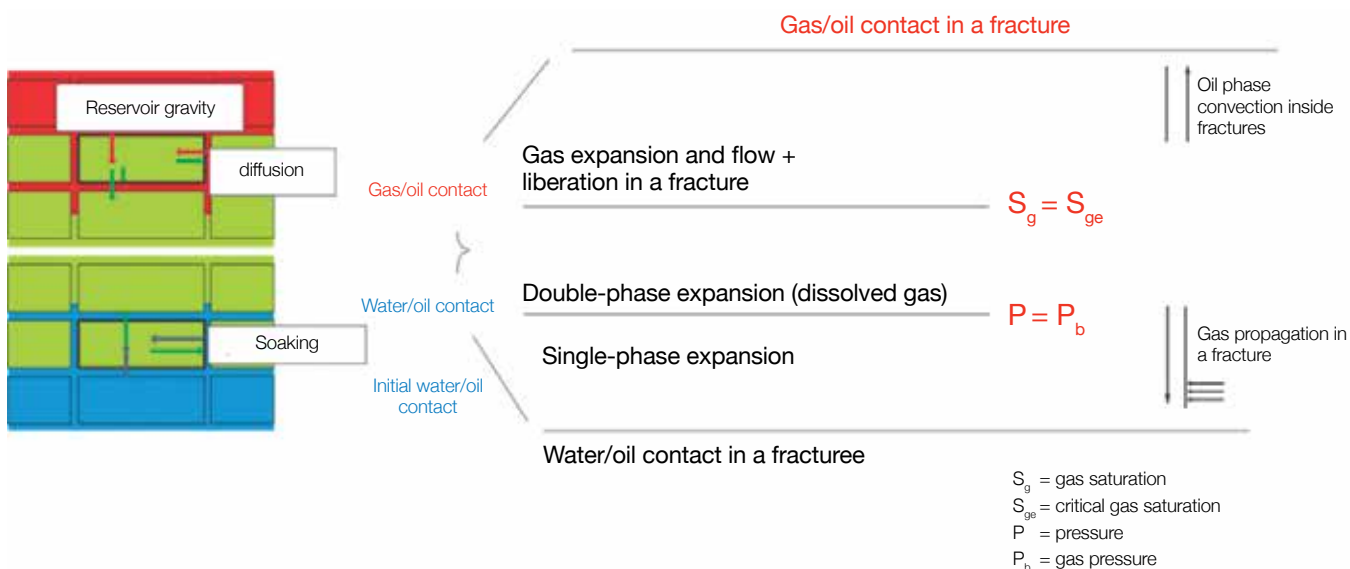 Gas/oil contact in a fracture
Reservoir gravity
diffusion
Gas/oil contact
Water/oil contact
Soaking
Initial water/oil
contact
Gas expansion and flow +
liberation in a fracture
Sg = Sge
Double-phase expansion (dissolved gas)
P = Pb
Single-phase expansion
Water/oil contact in a fracturee
Oil phase
convection inside
fractures
Gas propagation in
a fracture
Sg = gas saturation
Sge = critical gas saturation
P = pressure
Pb = gas pressure